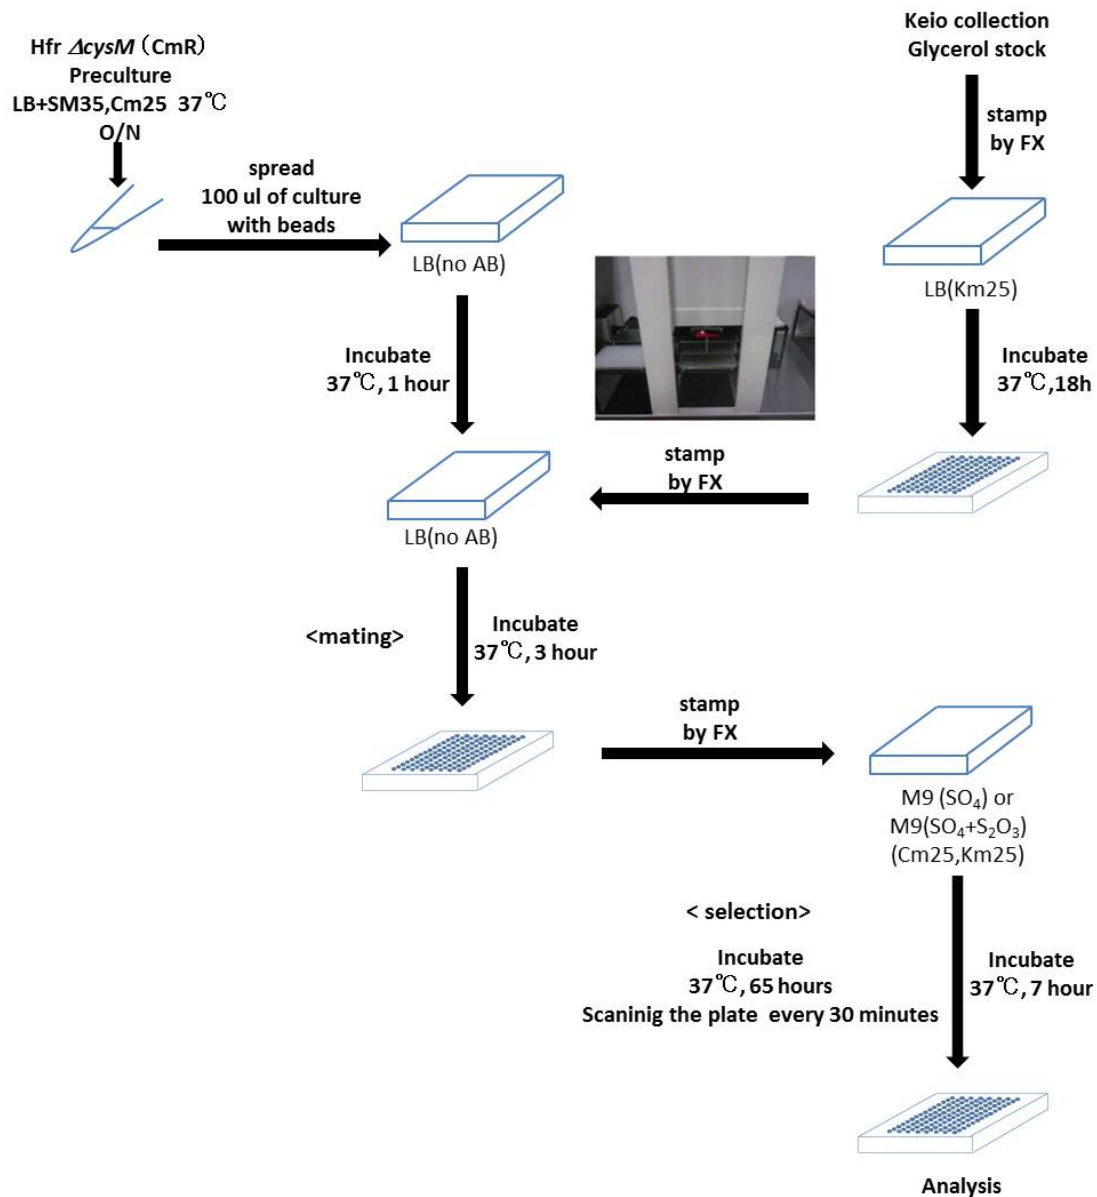 Hfr ΔcysM (CmR)
Preculture
LB+SM35,Cm25 37℃
O/N
spread
100 ul of culture
with beads
LB(no AB)
Keio collection
Glycerol stock
stamp
by FX
LB(Km25)
Incubate
37℃, 1 hour
Incubate
37℃,18h
stamp
by FX
LB(no AB)
<mating>
Incubate
37℃, 3 hour
stamp
by FX
M9 (SO₄) or
M9(SO₄+S₂O₃)
(Cm25,Km25)
< selection>
Incubate
37℃, 65 hours
Scaninig the plate every 30 minutes
Incubate
37℃, 7 hour
Analysis